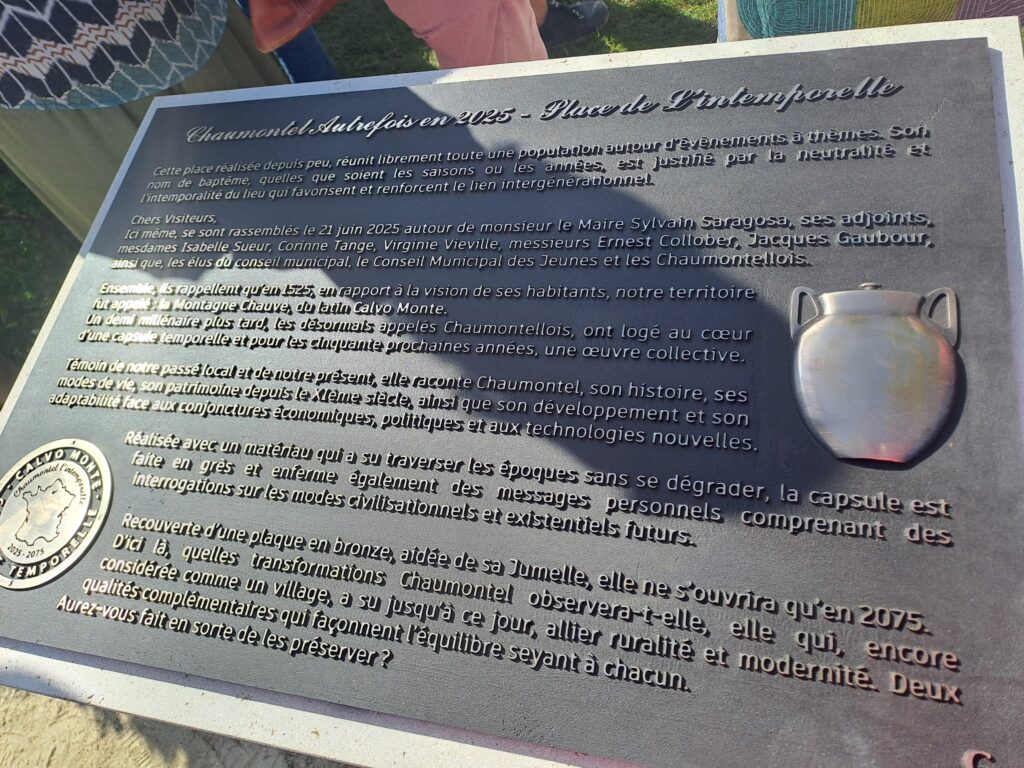 Chaumontel Autrefois en 2025 - Place de L'intemporelle
Cette place réalisée depuis peu, réunit librement toute une population autour d'évènements à thèmes. Son
nom de baptême, quelles que soient les saisons ou les années, est justifié par la neutralité et
l'intemporalité du lieu qui favorisent et renforcent le lien intergénérationnel.
Chers Visiteurs,
Ici même, se sont rassemblés le 21 juin 2025 autour de monsieur le Maire Sylvain Saragosa, ses adjoints,
mesdames Isabelle Sueur, Corinne Tange, Virginie Vieville, messieurs Ernest Collober, Jacques Gaubour,
ainsi que, les élus du conseil municipal, le Conseil Municipal des Jeunes et les Chaumontellois.
Ensemble, ils rappellent qu'en 1525, en rapport à la vision de ses habitants, notre territoire
fut appelé : la Montagne Chauve, du latin Calvo Monte.
Un demi millénaire plus tard, les désormais appelés Chaumontellois, ont logé au cœur
d'une capsule temporelle et pour les cinquante prochaines années, une œuvre collective.
Témoin de notre passé local et de notre présent, elle raconte Chaumontel, son histoire, ses
modes de vie, son patrimoine depuis le XIème siècle, ainsi que son développement et son
adaptabilité face aux conjonctures économiques, politiques et aux technologies nouvelles.
Réalisée avec un matériau qui a su traverser les époques sans se dégrader, la capsule est
faite en grès et enferme également des messages personnels comprenant des
interrogations sur les modes civilisationnels et existentiels futurs.
Recouverte d'une plaque en bronze, aidée de sa Jumelle, elle ne s'ouvrira qu'en 2075.
D'ici là, quelles transformations Chaumontel observera-t-elle, elle qui, encore
considérée comme un village, a su jusqu'à ce jour, allier ruralité et modernité. Deux
qualités complémentaires qui façonnent l'équilibre seyant à chacun.
Aurez-vous fait en sorte de les préserver ?
CALVO MONTE
Chaumontel l'intemporelle
2025-2075
TEMPORELLE
C